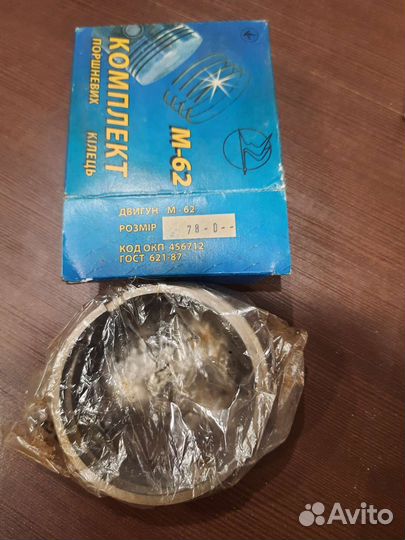 КОМПЛЕКТ
ПОРШНЕВИХ КІЛЕЦЬ
М-62
ДВИГУН М-62
РОЗМІР 78-0--
КОД ОКП 456712
ГОСТ 621-87
Avito